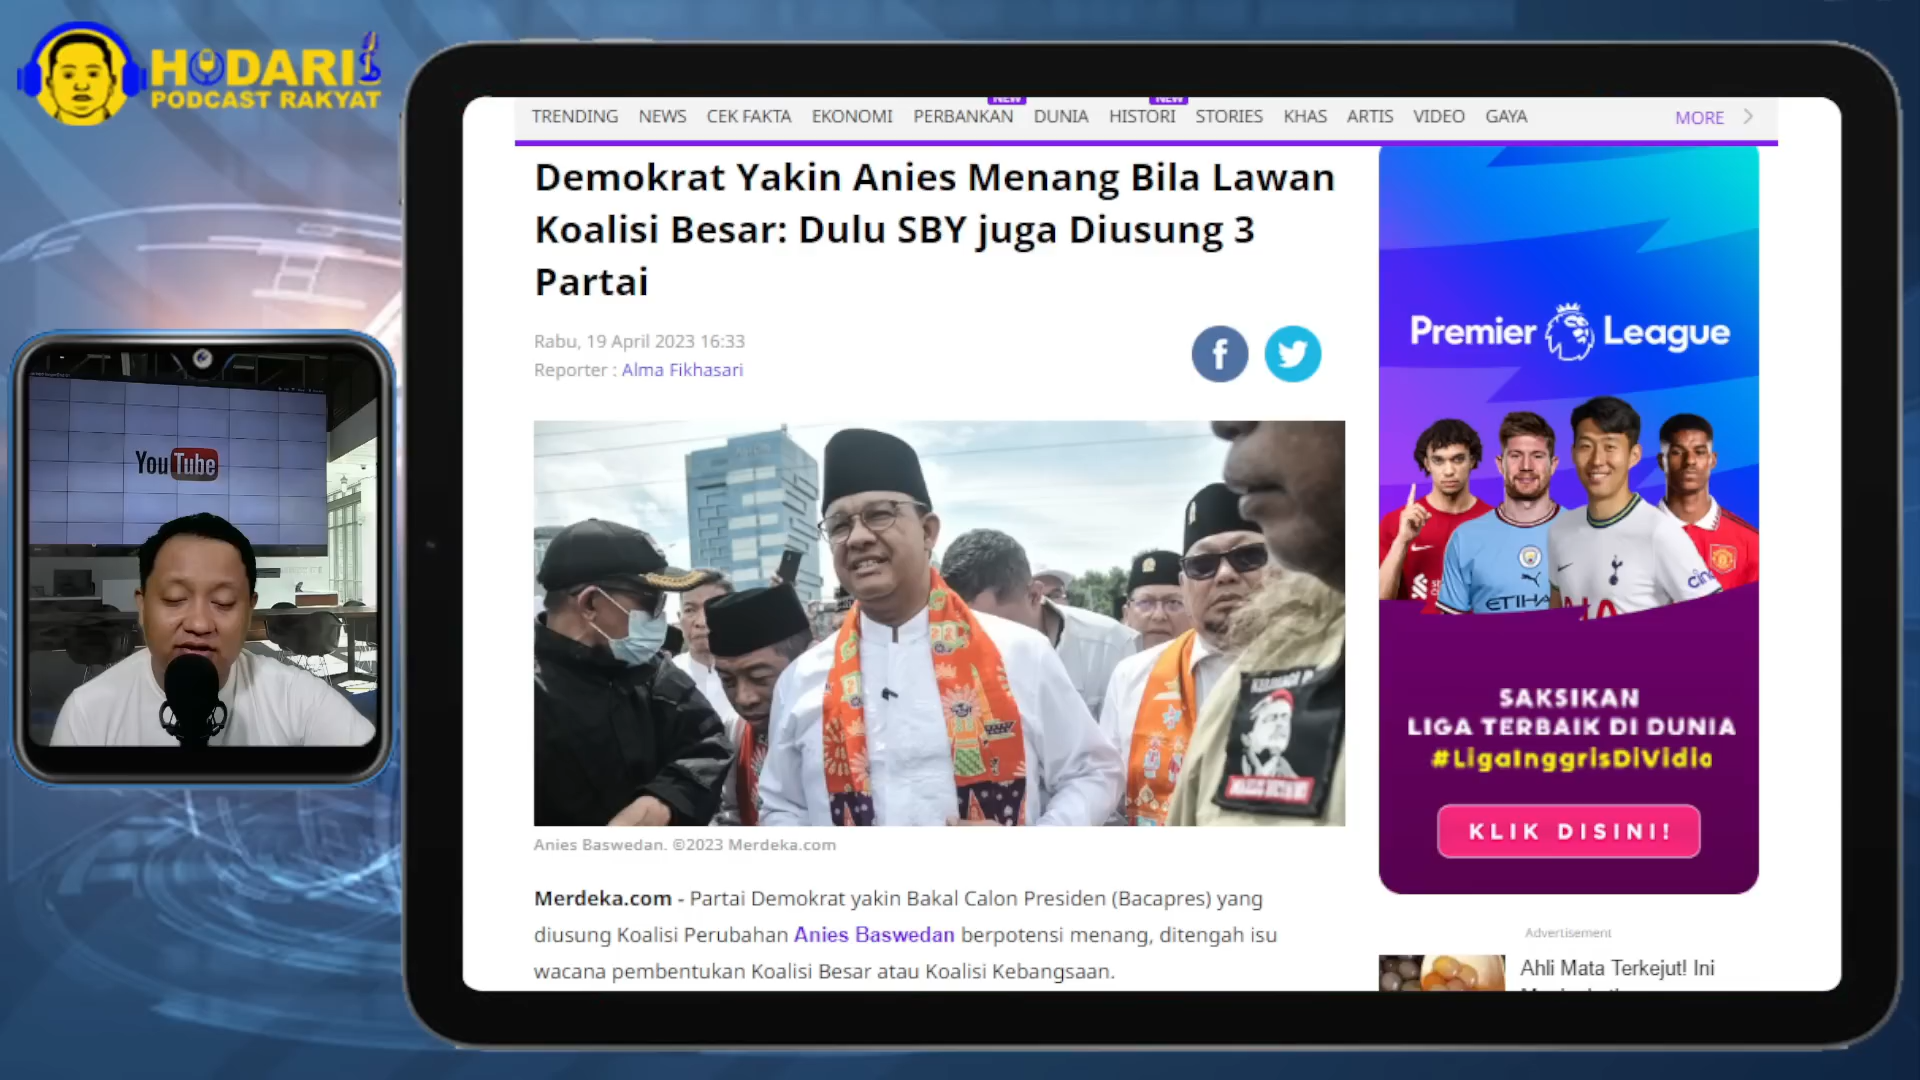 HODARI
PODCAST RAKYAT
YouTube
NEW
NEW
TRENDING NEWS CEK FAKTA EKONOMI PERBANKAN DUNIA HISTORI STORIES KHAS ARTIS VIDEO GAYA MORE
Demokrat Yakin Anies Menang Bila Lawan
Koalisi Besar: Dulu SBY juga Diusung 3
Partai
Rabu, 19 April 2023 16:33
Reporter : Alma Fikhasari
Anies Baswedan. ©2023 Merdeka.com
Merdeka.com - Partai Demokrat yakin Bakal Calon Presiden (Bacapres) yang
diusung Koalisi Perubahan Anies Baswedan berpotensi menang, ditengah isu
wacana pembentukan Koalisi Besar atau Koalisi Kebangsaan.
Premier League
SAKSIKAN
LIGA TERBAIK DI DUNIA
#LigaInggrisDiVidio
KLIK DISINI!
Advertisement
Ahli Mata Terkejut! Ini